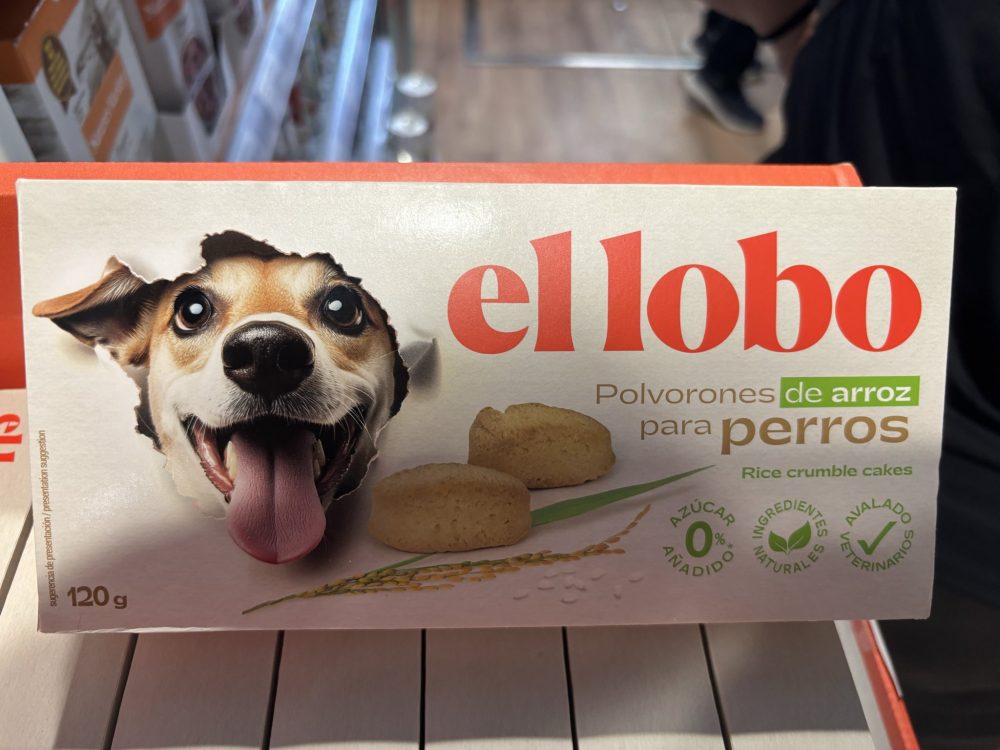 el lobo
Polvorones de arroz
para perros
Rice crumble cakes
AZÚCAR
0%
AÑADIDO*
INGREDIENTES
NATURALES
AVALADO
VETERINARIOS
sugerencia de presentación / presentation suggestion
120 g
el